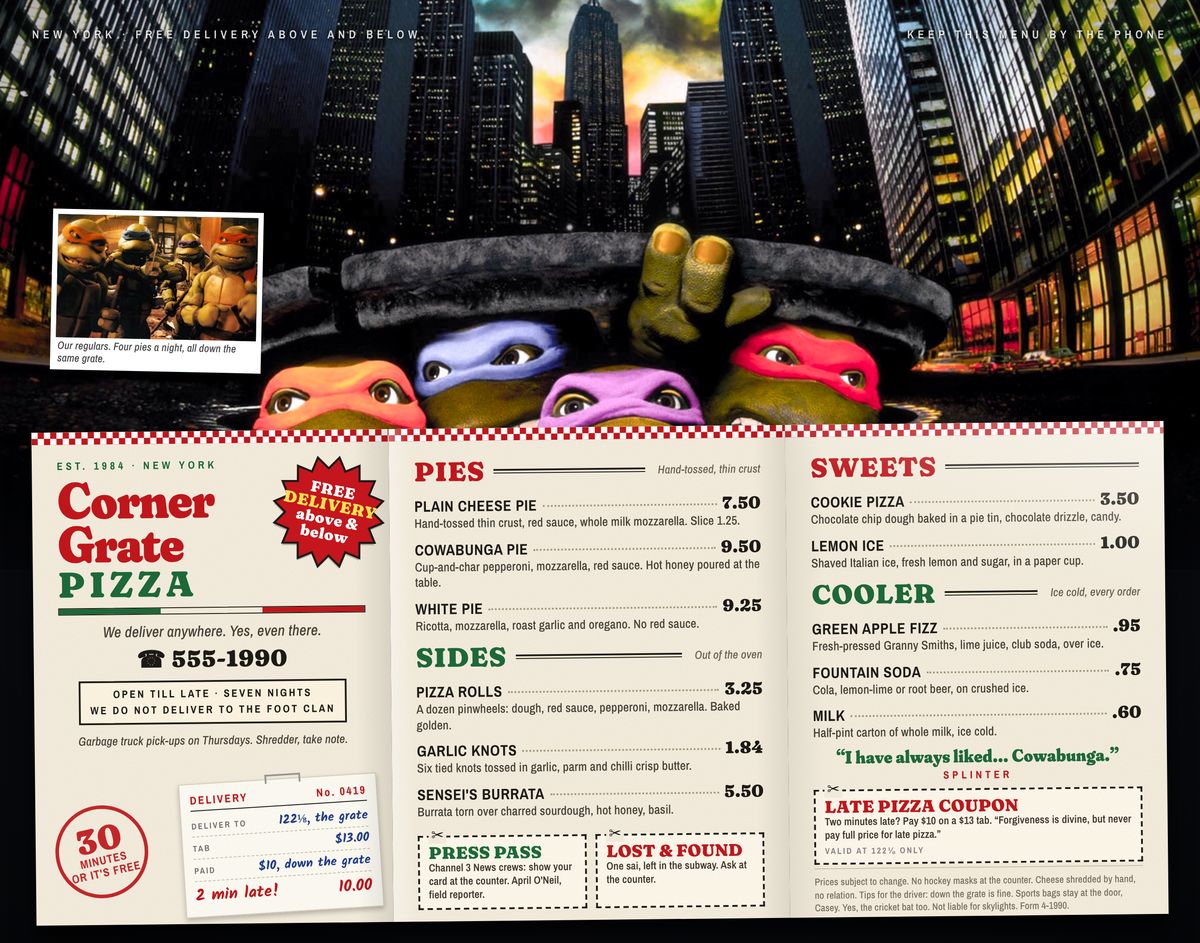 NEW YORK · FREE DELIVERY ABOVE AND BELOW
KEEP THIS MENU BY THE PHONE
Our regulars. Four pies a night, all down the
same grate.
EST. 1984 · NEW YORK
Corner
Grate
PIZZA
FREE
DELIVERY
above &
below
We deliver anywhere. Yes, even there.
☎ 555-1990
OPEN TILL LATE · SEVEN NIGHTS
WE DO NOT DELIVER TO THE FOOT CLAN
Garbage truck pick-ups on Thursdays. Shredder, take note.
30
MINUTES
OR IT'S FREE
DELIVERY No. 0419
DELIVER TO 122⅛, the grate
TAB $13.00
PAID $10, down the grate
2 min late! 10.00
PIES Hand-tossed, thin crust
PLAIN CHEESE PIE 7.50
Hand-tossed thin crust, red sauce, whole milk mozzarella. Slice 1.25.
COWABUNGA PIE 9.50
Cup-and-char pepperoni, mozzarella, red sauce. Hot honey poured at the
table.
WHITE PIE 9.25
Ricotta, mozzarella, roast garlic and oregano. No red sauce.
SIDES Out of the oven
PIZZA ROLLS 3.25
A dozen pinwheels: dough, red sauce, pepperoni, mozzarella. Baked
golden.
GARLIC KNOTS 1.84
Six tied knots tossed in garlic, parm and chilli crisp butter.
SENSEI'S BURRATA 5.50
Burrata torn over charred sourdough, hot honey, basil.
PRESS PASS
Channel 3 News crews: show your
card at the counter. April O'Neil,
field reporter.
LOST & FOUND
One sai, left in the subway. Ask at
the counter.
SWEETS
COOKIE PIZZA 3.50
Chocolate chip dough baked in a pie tin, chocolate drizzle, candy.
LEMON ICE 1.00
Shaved Italian ice, fresh lemon and sugar, in a paper cup.
COOLER Ice cold, every order
GREEN APPLE FIZZ .95
Fresh-pressed Granny Smiths, lime juice, club soda, over ice.
FOUNTAIN SODA .75
Cola, lemon-lime or root beer, on crushed ice.
MILK .60
Half-pint carton of whole milk, ice cold.
“I have always liked… Cowabunga.”
SPLINTER
LATE PIZZA COUPON
Two minutes late? Pay $10 on a $13 tab. “Forgiveness is divine, but never
pay full price for late pizza.”
VALID AT 122⅛ ONLY
Prices subject to change. No hockey masks at the counter. Cheese shredded by hand,
no relation. Tips for the driver: down the grate is fine. Sports bags stay at the door,
Casey. Yes, the cricket bat too. Not liable for skylights. Form 4-1990.